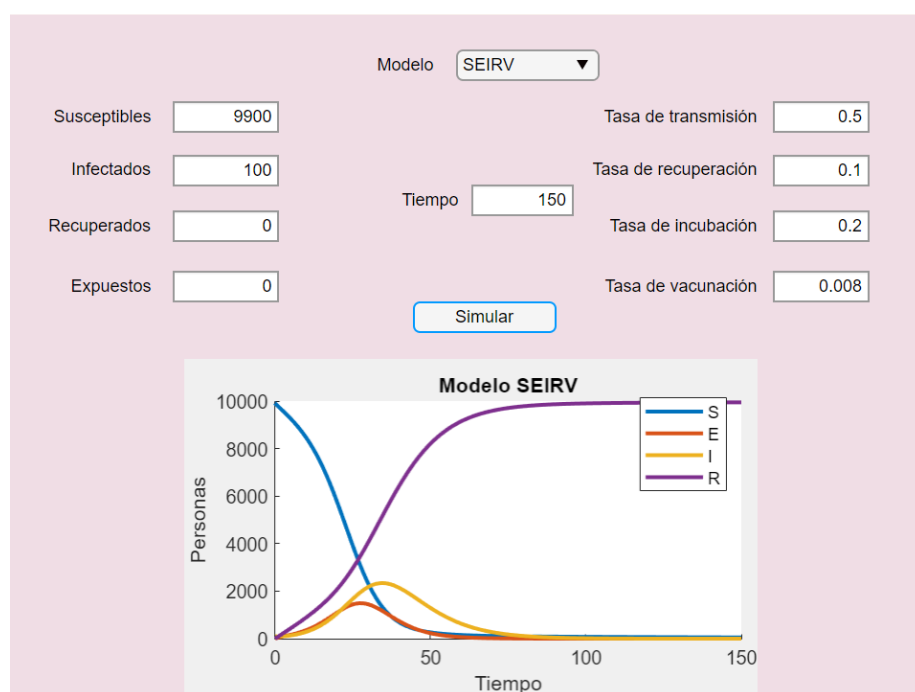 Modelo SEIRV
Susceptibles 9900
Tasa de transmisión 0.5
Infectados 100
Tasa de recuperación 0.1
Tiempo 150
Recuperados 0
Tasa de incubación 0.2
Expuestos 0
Tasa de vacunación 0.008
Simular
Modelo SEIRV
10000
8000
6000
4000
2000
0
Personas
S
E
I
R
0 50 100 150
Tiempo